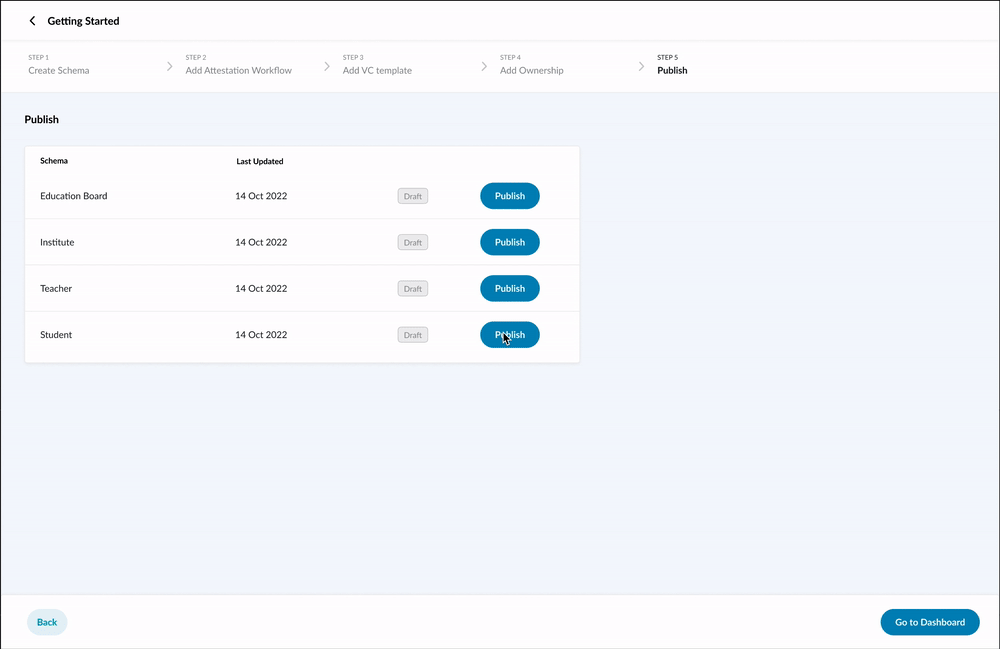 Getting Started
STEP 1 STEP 2 STEP 3 STEP 4 STEP 5
Create Schema Add Attestation Workflow Add VC template Add Ownership Publish
Publish
Schema Last Updated
Education Board 14 Oct 2022 Draft Publish
Institute 14 Oct 2022 Draft Publish
Teacher 14 Oct 2022 Draft Publish
Student 14 Oct 2022 Draft Publish
Back Go to Dashboard